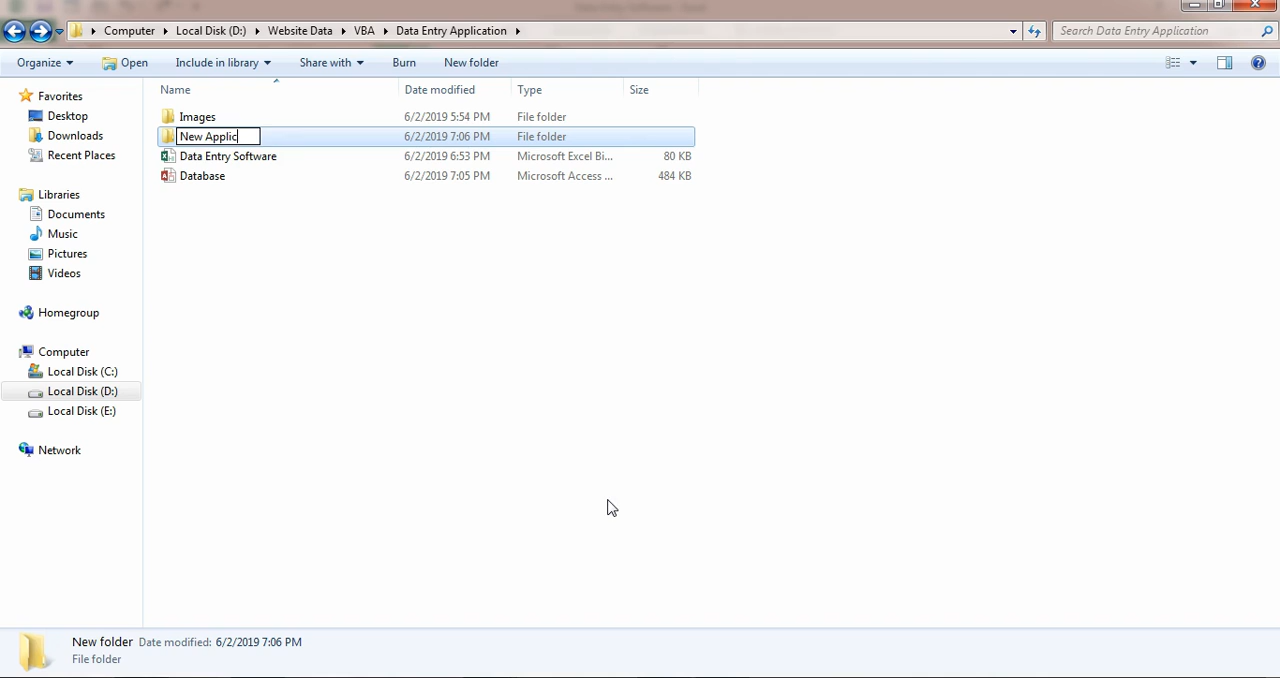 Computer Local Disk (D:) Website Data VBA Data Entry Application Search Data Entry Application
Organize Open Include in library Share with Burn New folder
Name Date modified Type Size
Favorites
Desktop
Downloads
Recent Places
Libraries
Documents
Music
Pictures
Videos
Homegroup
Computer
Local Disk (C:)
Local Disk (D:)
Local Disk (E:)
Network
Images 6/2/2019 5:54 PM File folder
New Applic 6/2/2019 7:06 PM File folder
Data Entry Software 6/2/2019 6:53 PM Microsoft Excel Bi... 80 KB
Database 6/2/2019 7:05 PM Microsoft Access ... 484 KB
New folder Date modified: 6/2/2019 7:06 PM
File folder